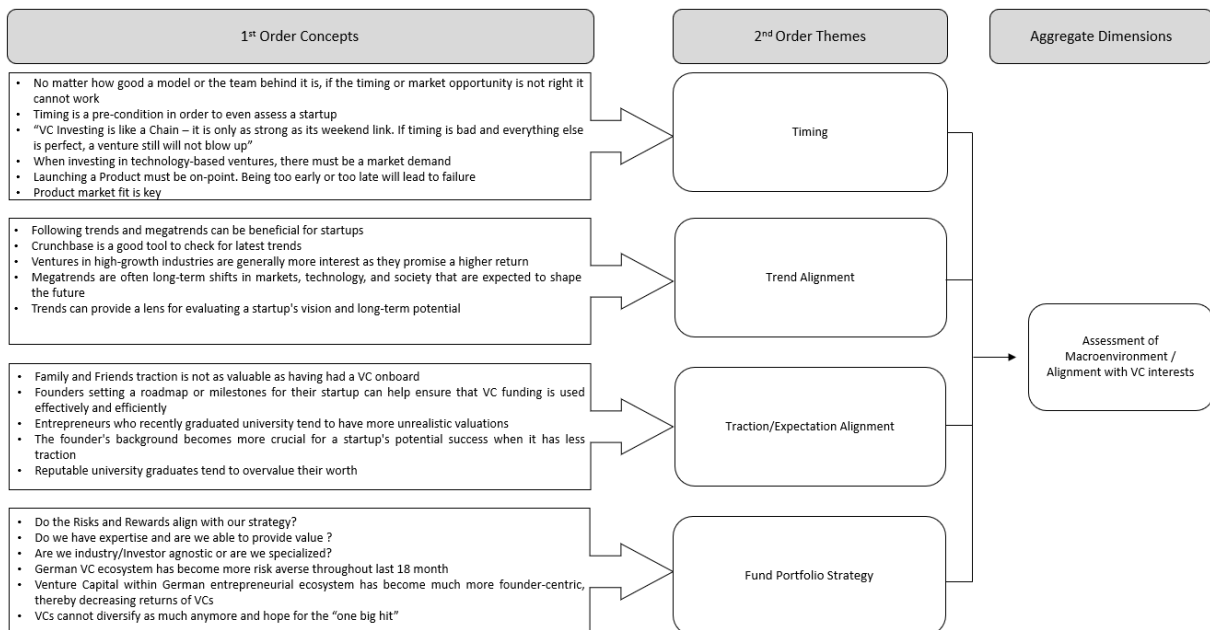 1st Order Concepts
2nd Order Themes
Aggregate Dimensions
• No matter how good a model or the team behind it is, if the timing or market opportunity is not right it
cannot work
• Timing is a pre-condition in order to even assess a startup
• “VC Investing is like a Chain – it is only as strong as its weekend link. If timing is bad and everything else
is perfect, a venture still will not blow up”
• When investing in technology-based ventures, there must be a market demand
• Launching a Product must be on-point. Being too early or too late will lead to failure
• Product market fit is key
Timing
• Following trends and megatrends can be beneficial for startups
• Crunchbase is a good tool to check for latest trends
• Ventures in high-growth industries are generally more interest as they promise a higher return
• Megatrends are often long-term shifts in markets, technology, and society that are expected to shape
the future
• Trends can provide a lens for evaluating a startup's vision and long-term potential
Trend Alignment
• Family and Friends traction is not as valuable as having had a VC onboard
• Founders setting a roadmap or milestones for their startup can help ensure that VC funding is used
effectively and efficiently
• Entrepreneurs who recently graduated university tend to have more unrealistic valuations
• The founder's background becomes more crucial for a startup's potential success when it has less
traction
• Reputable university graduates tend to overvalue their worth
Traction/Expectation Alignment
• Do the Risks and Rewards align with our strategy?
• Do we have expertise and are we able to provide value ?
• Are we industry/Investor agnostic or are we specialized?
• German VC ecosystem has become more risk averse throughout last 18 month
• Venture Capital within German entrepreneurial ecosystem has become much more founder-centric,
thereby decreasing returns of VCs
• VCs cannot diversify as much anymore and hope for the “one big hit”
Fund Portfolio Strategy
Assessment of
Macroenvironment /
Alignment with VC interests